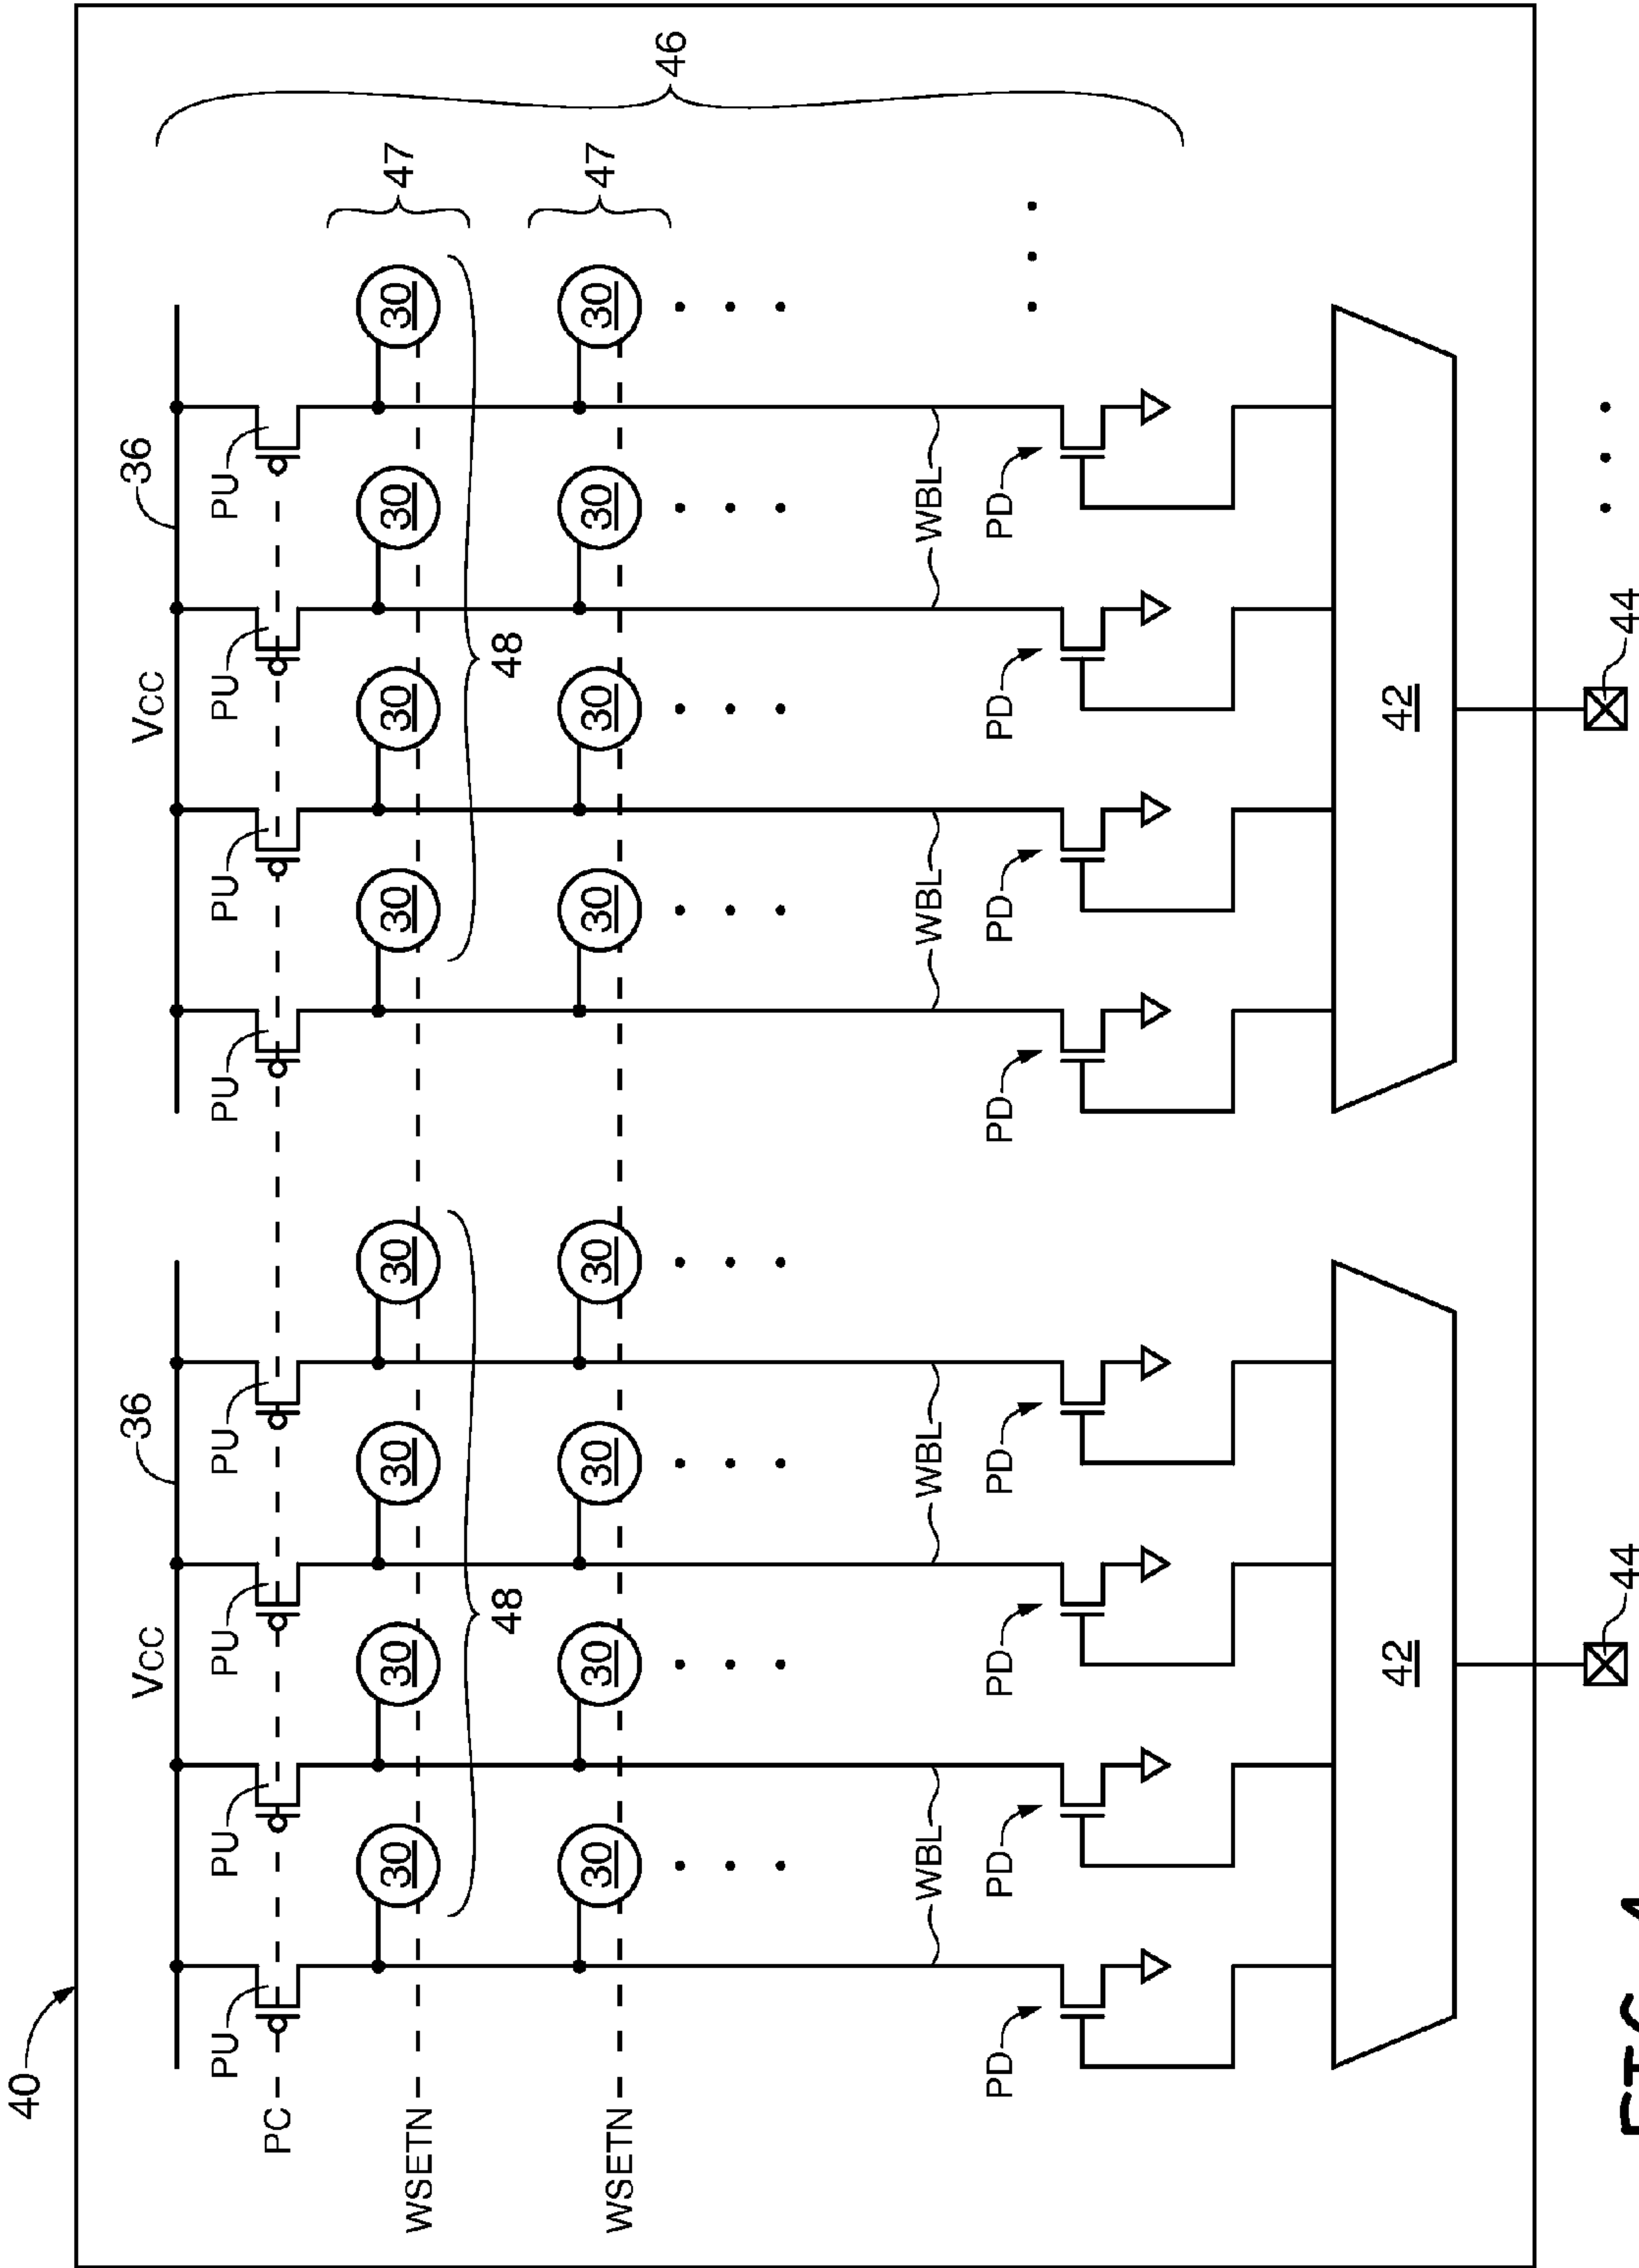 40
Vcc 36 Vcc 36
PU PU PU PU PU PU PU PU
PC
30 30 30 30 30 30 30 30 47
WSETN
48 48
30 30 30 30 30 30 30 30 47
WSETN
46
WBL WBL WBL WBL
PD PD PD PD PD PD PD PD
42 42
44 44